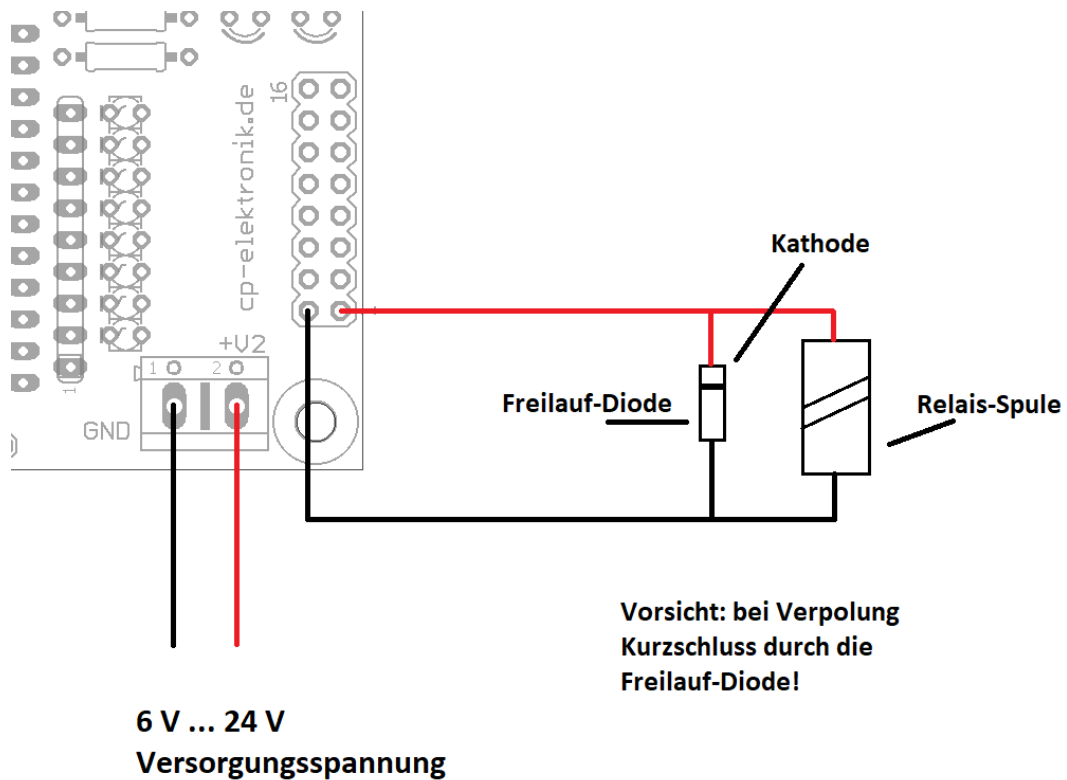 16
cp-elektronik.de
Kathode
+V2
1 2
1
GND
Freilauf-Diode
Relais-Spule
Vorsicht: bei Verpolung
Kurzschluss durch die
Freilauf-Diode!
6 V ... 24 V
Versorgungsspannung